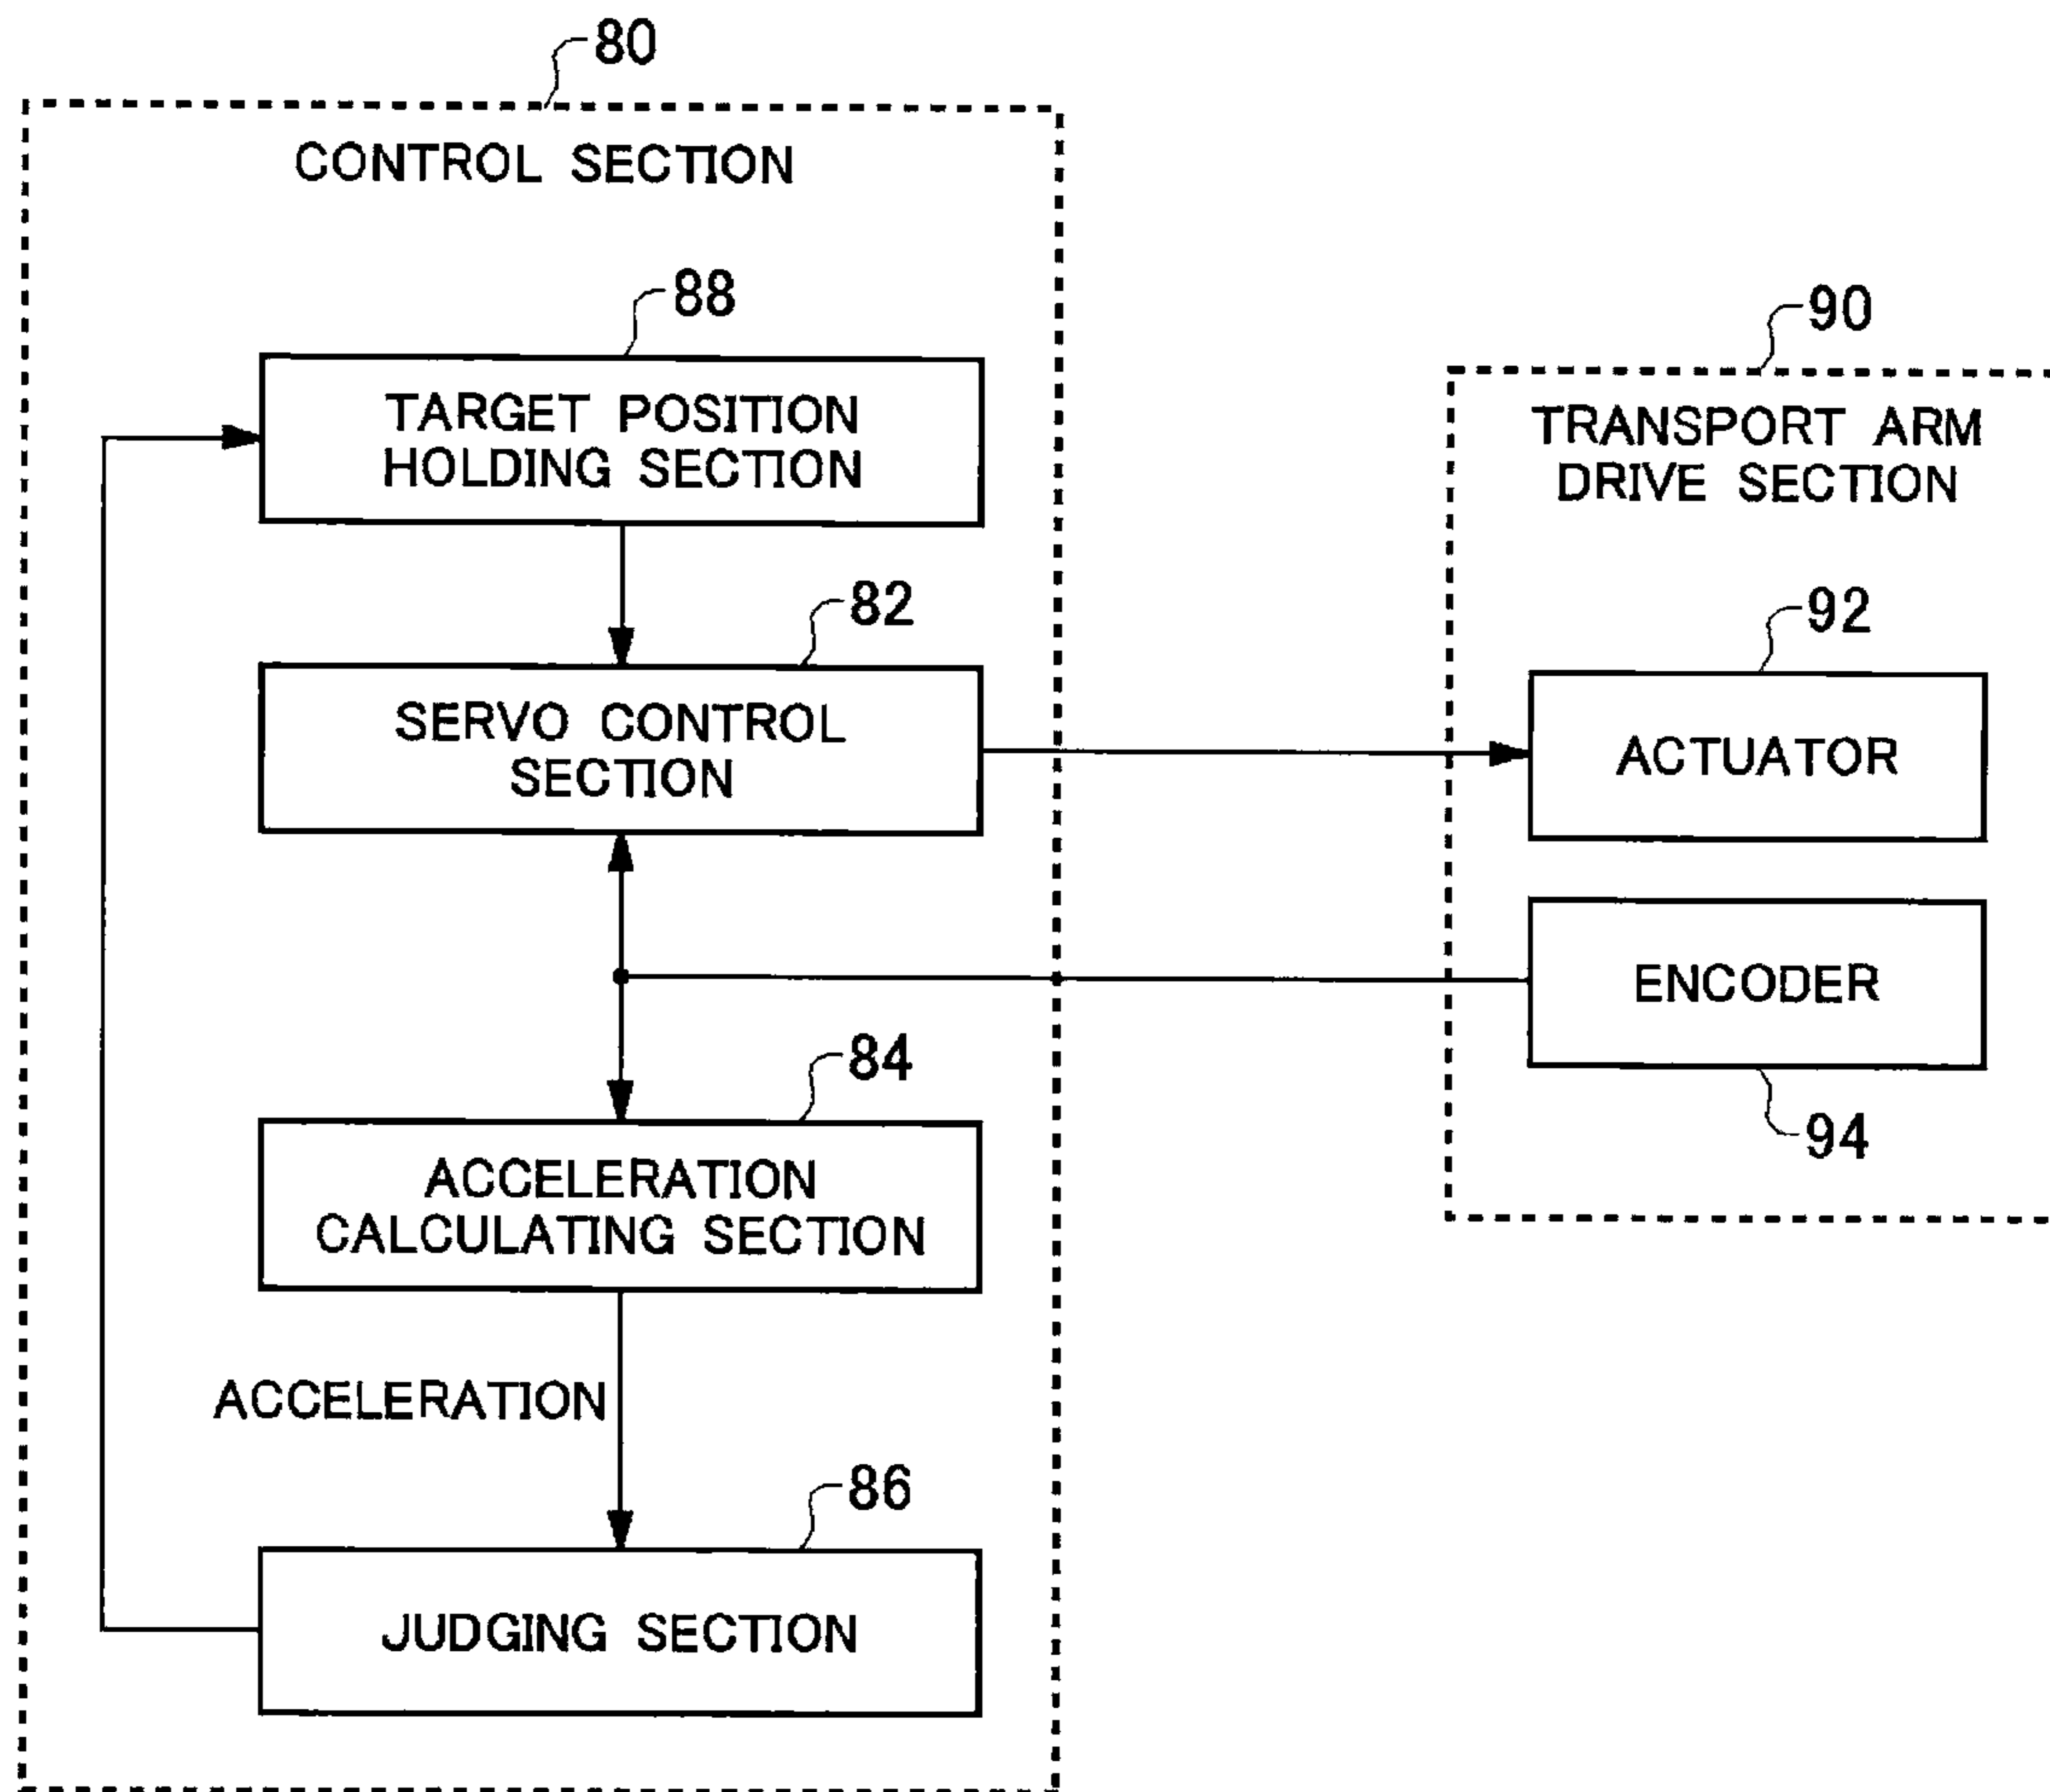 80
CONTROL SECTION
88
TARGET POSITION
HOLDING SECTION
82
SERVO CONTROL
SECTION
84
ACCELERATION
CALCULATING SECTION
ACCELERATION
86
JUDGING SECTION
90
TRANSPORT ARM
DRIVE SECTION
92
ACTUATOR
ENCODER
94